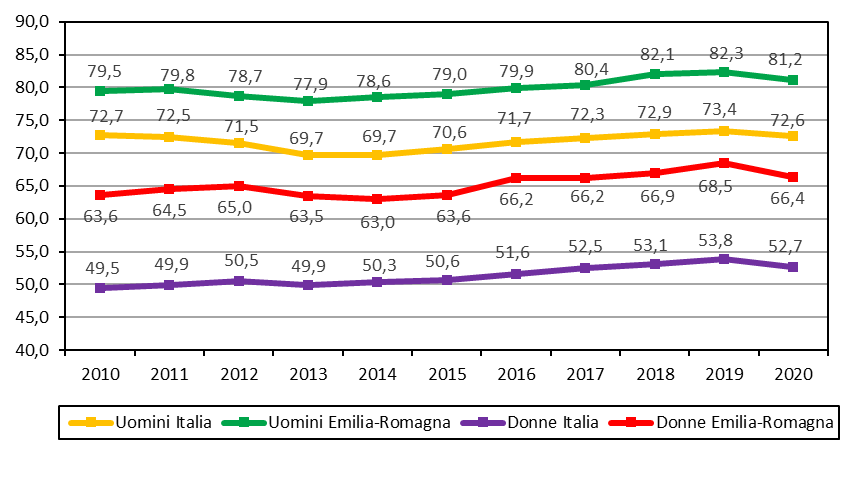 90,0
85,0
80,0
75,0
70,0
65,0
60,0
55,0
50,0
45,0
40,0
79,5 79,8 78,7 77,9 78,6 79,0 79,9 80,4 82,1 82,3 81,2
72,7 72,5 71,5 69,7 69,7 70,6 71,7 72,3 72,9 73,4 72,6
63,6 64,5 65,0 63,5 63,0 63,6 66,2 66,2 66,9 68,5 66,4
49,5 49,9 50,5 49,9 50,3 50,6 51,6 52,5 53,1 53,8 52,7
2010 2011 2012 2013 2014 2015 2016 2017 2018 2019 2020
Uomini Italia Uomini Emilia-Romagna Donne Italia Donne Emilia-Romagna